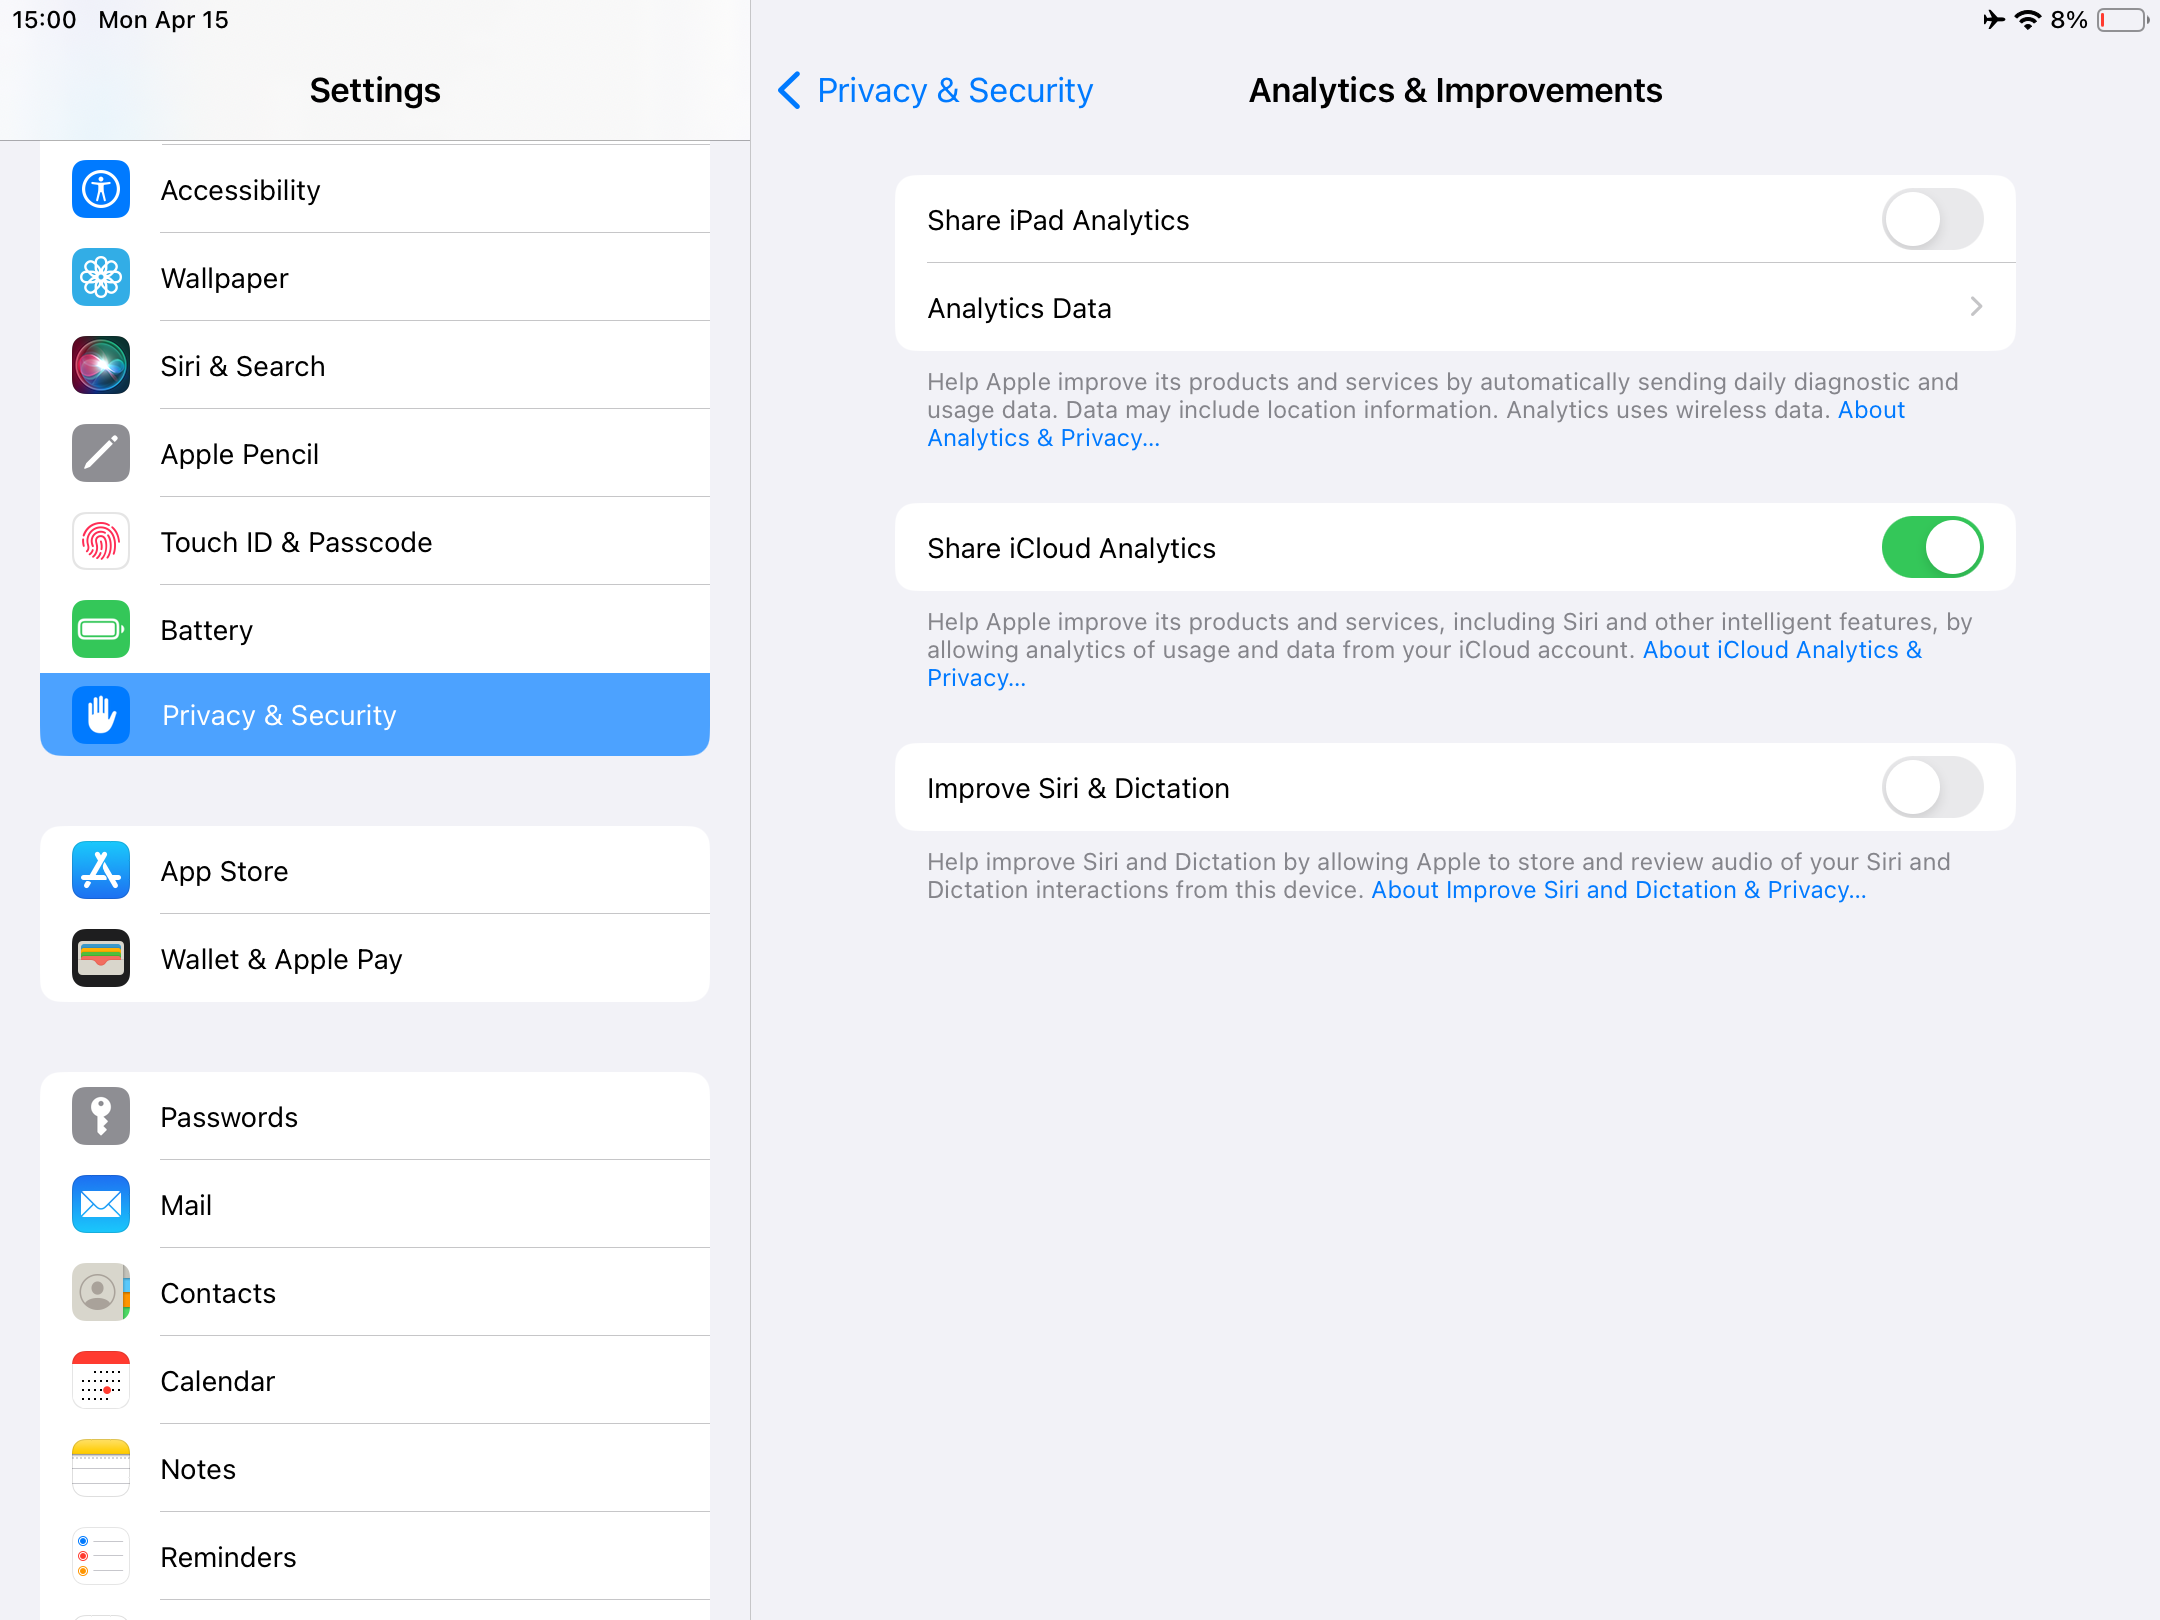 15:00 Mon Apr 15
8%
Settings
Accessibility
Wallpaper
Siri & Search
Apple Pencil
Touch ID & Passcode
Battery
Privacy & Security
App Store
Wallet & Apple Pay
Passwords
Mail
Contacts
Calendar
Notes
Reminders
Privacy & Security
Analytics & Improvements
Share iPad Analytics
Analytics Data
Help Apple improve its products and services by automatically sending daily diagnostic and
usage data. Data may include location information. Analytics uses wireless data. About
Analytics & Privacy...
Share iCloud Analytics
Help Apple improve its products and services, including Siri and other intelligent features, by
allowing analytics of usage and data from your iCloud account. About iCloud Analytics &
Privacy...
Improve Siri & Dictation
Help improve Siri and Dictation by allowing Apple to store and review audio of your Siri and
Dictation interactions from this device. About Improve Siri and Dictation & Privacy...